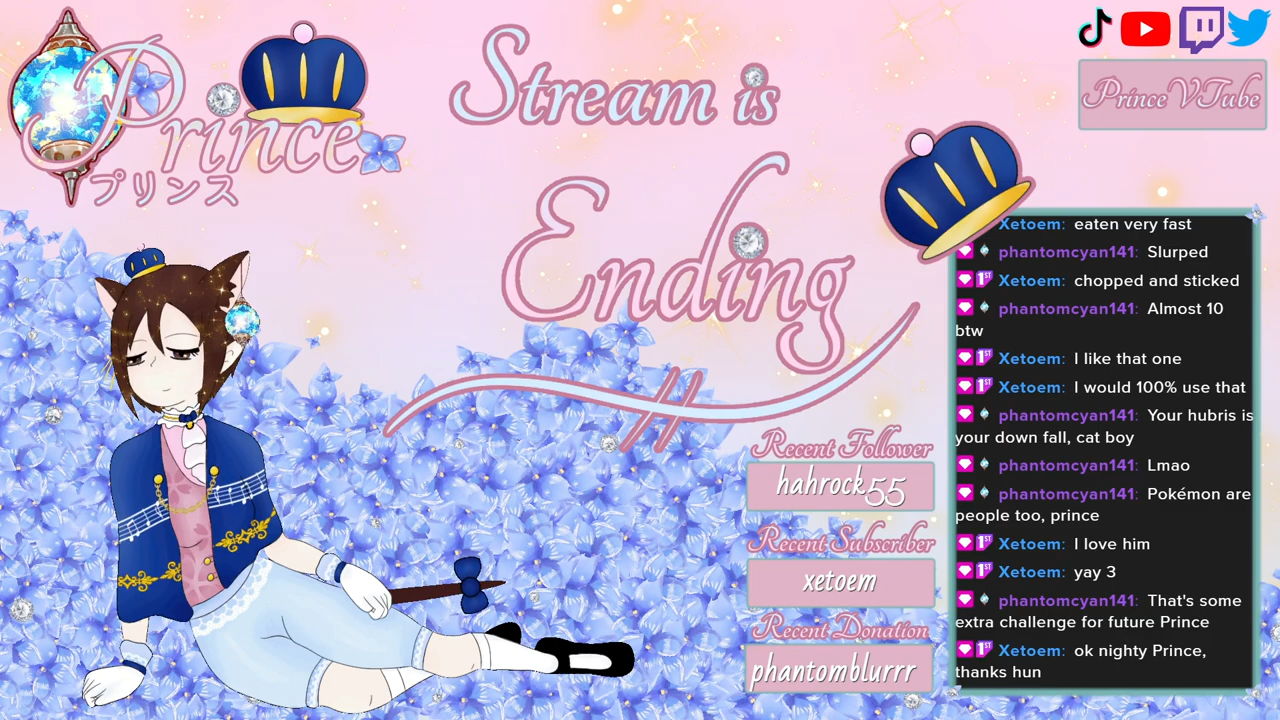 Prince
プリンス
Stream is
Ending
Prince VTube
eaten very fast
phantomcyan141: Slurped
Xetoem: chopped and sticked
phantomcyan141: Almost 10
btw
Xetoem: I like that one
Xetoem: I would 100% use that
phantomcyan141: Your hubris is
your down fall, cat boy
phantomcyan141: Lmao
phantomcyan141: Pokémon are
people too, prince
Xetoem: I love him
Xetoem: yay 3
phantomcyan141: That's some
extra challenge for future Prince
Xetoem: ok nighty Prince,
thanks hun
Recent Follower
hahrock55
Recent Subscriber
xetoem
Recent Donation
phantomblurrr